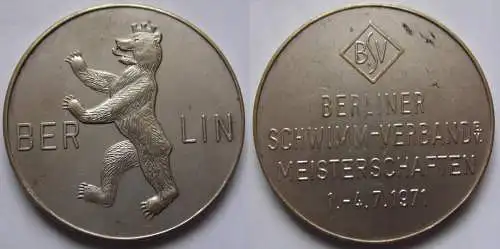 BER LIN
BSV
BERLINER
SCHWIMM-VERBAND
MEISTERSCHAFTEN
1.-4.7.1971